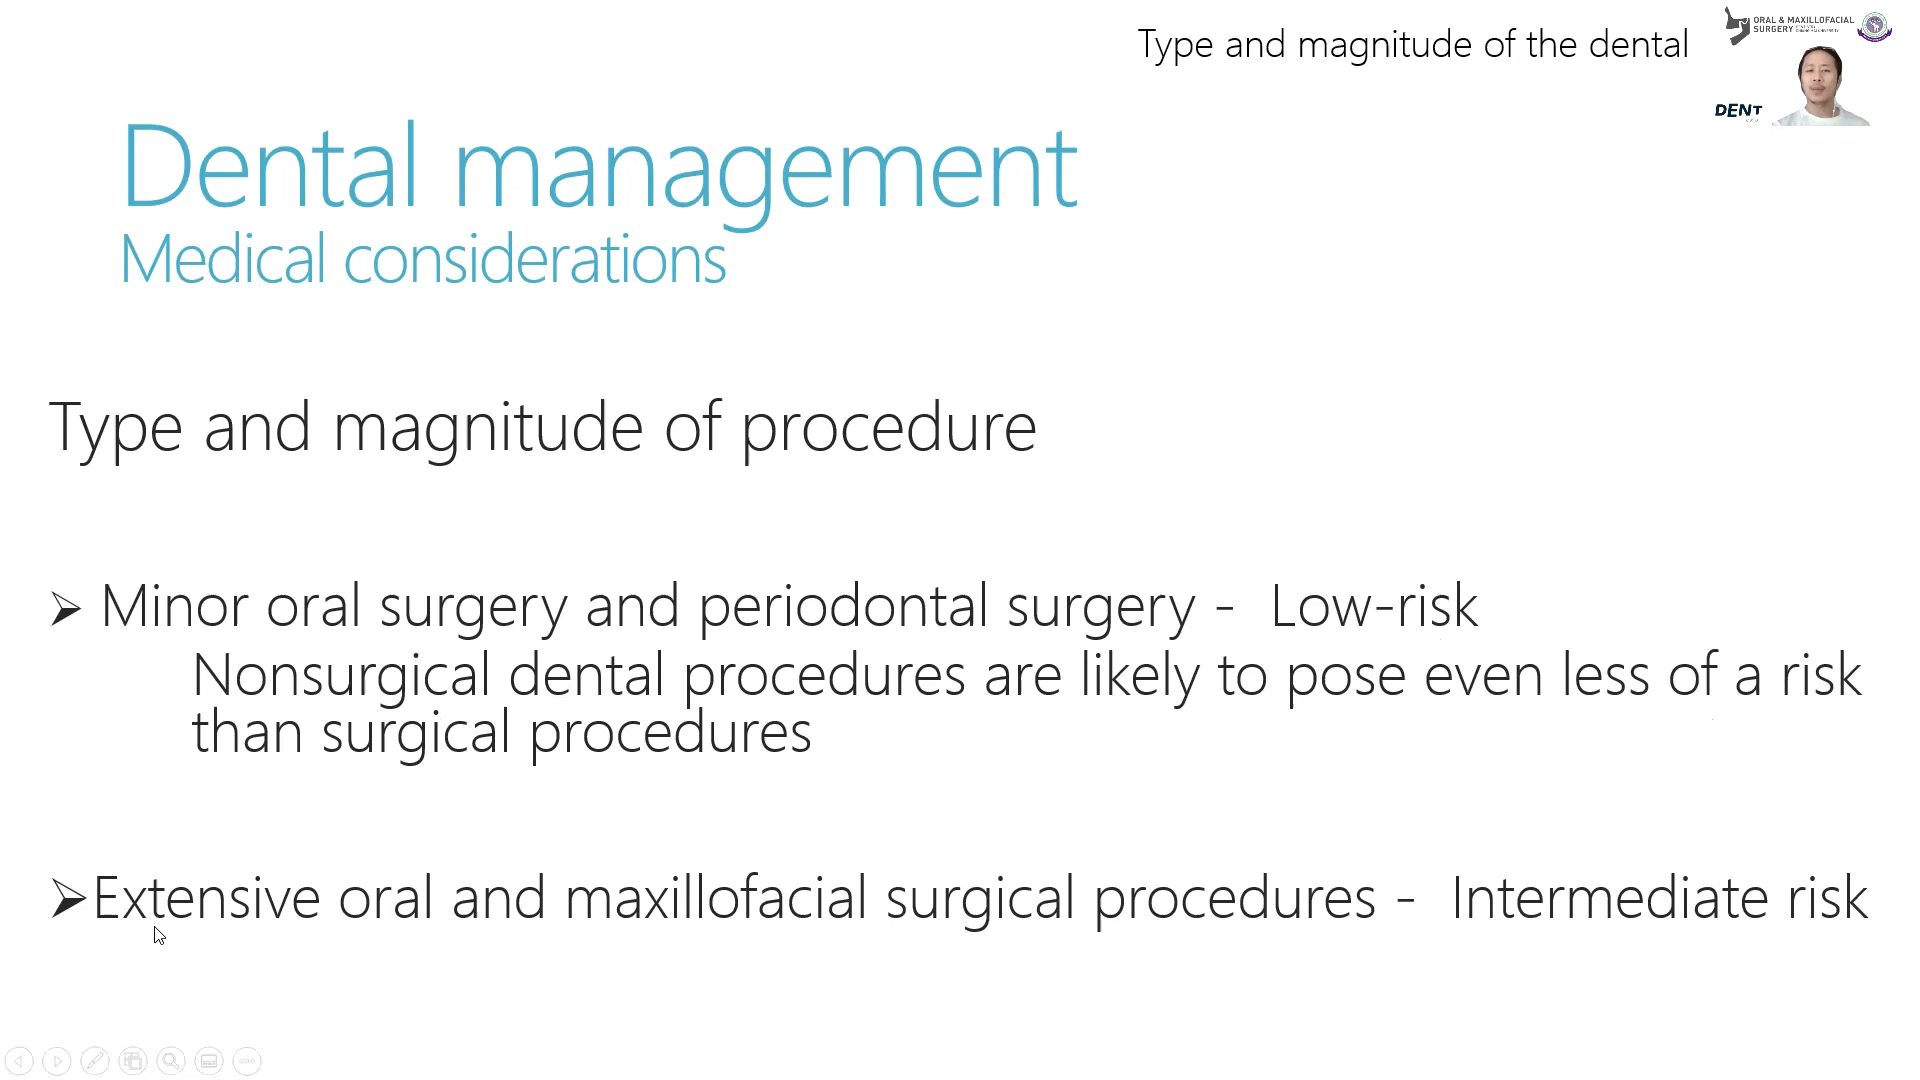 Type and magnitude of the dental
ORAL & MAXILLOFACIAL
SURGERY
DENT
Dental management
Medical considerations
Type and magnitude of procedure
Minor oral surgery and periodontal surgery - Low-risk
Nonsurgical dental procedures are likely to pose even less of a risk
than surgical procedures
Extensive oral and maxillofacial surgical procedures - Intermediate risk